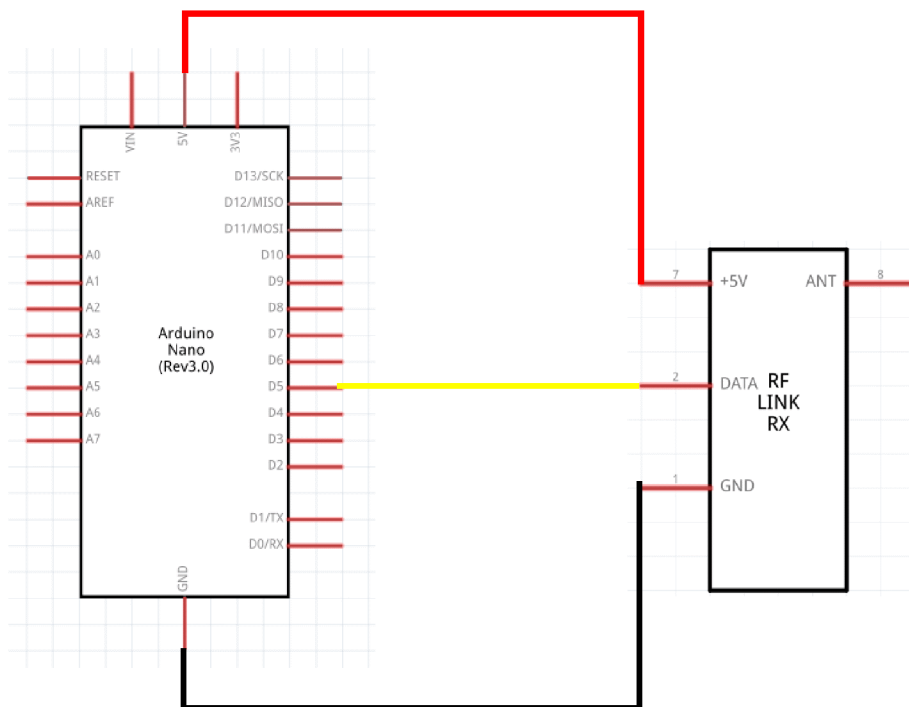 VIN
5V
3V3
RESET
AREF
A0
A1
A2
A3
A4
A5
A6
A7
Arduino
Nano
(Rev3.0)
D13/SCK
D12/MISO
D11/MOSI
D10
D9
D8
D7
D6
D5
D4
D3
D2
D1/TX
D0/RX
GND
7
+5V
ANT
8
2
DATA
RF
LINK
RX
1
GND